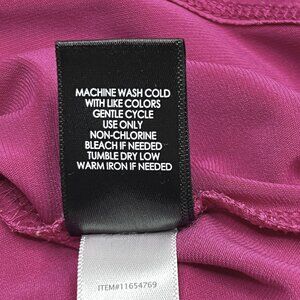 MACHINE WASH COLD
WITH LIKE COLORS
GENTLE CYCLE
USE ONLY
NON-CHLORINE
BLEACH IF NEEDED
TUMBLE DRY LOW
WARM IRON IF NEEDED
ITEM#11654769